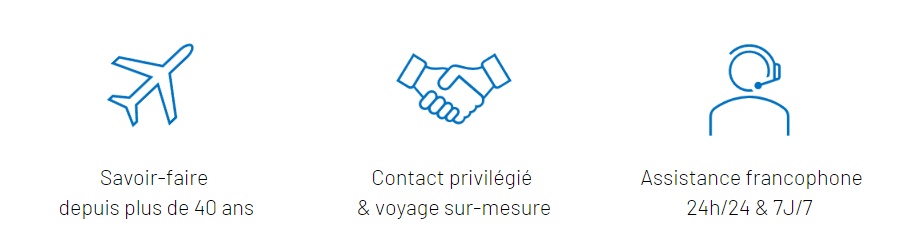 Savoir-faire
depuis plus de 40 ans
Contact privilégié
& voyage sur-mesure
Assistance francophone
24h/24 & 7J/7